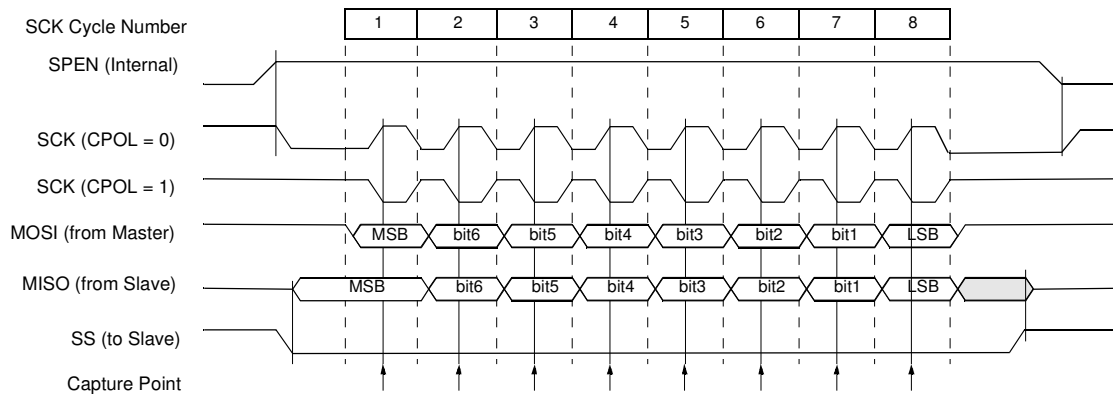 SCK Cycle Number 1 2 3 4 5 6 7 8
SPEN (Internal)
SCK (CPOL = 0)
SCK (CPOL = 1)
MOSI (from Master) MSB bit6 bit5 bit4 bit3 bit2 bit1 LSB
MISO (from Slave) MSB bit6 bit5 bit4 bit3 bit2 bit1 LSB
SS (to Slave)
Capture Point